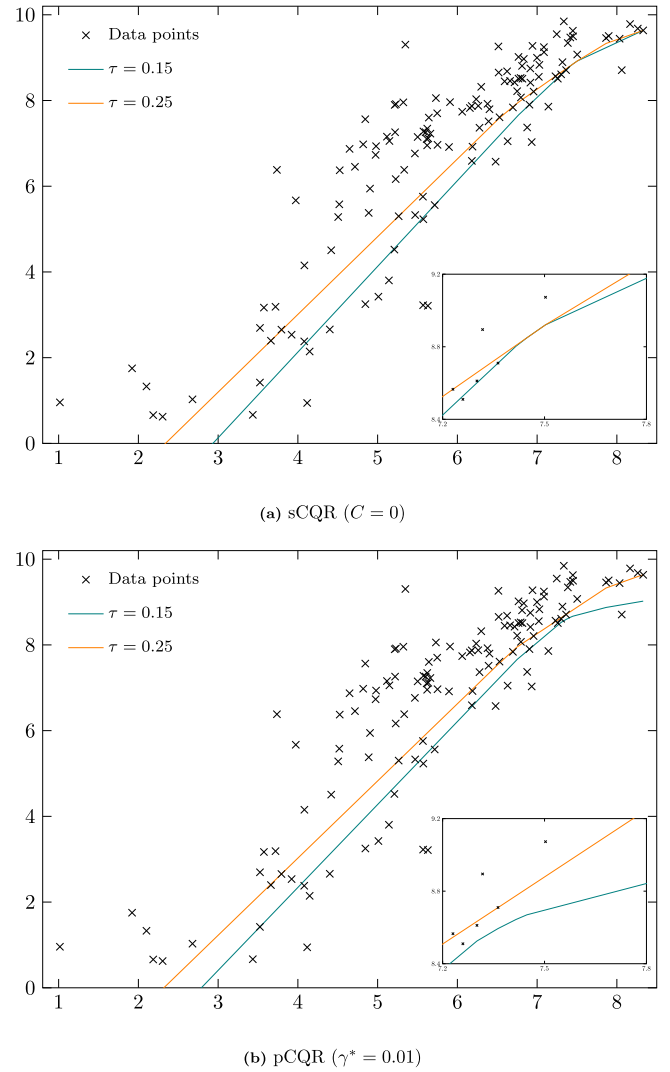 10
8
6
4
2
0
× Data points
τ = 0.15
τ = 0.25
9.2
8.8
8.4
7.2 7.5 7.8
1 2 3 4 5 6 7 8
(a) sCQR (C = 0)
10
8
6
4
2
0
× Data points
τ = 0.15
τ = 0.25
9.2
8.8
8.4
7.2 7.5 7.8
1 2 3 4 5 6 7 8
(b) pCQR (γ* = 0.01)